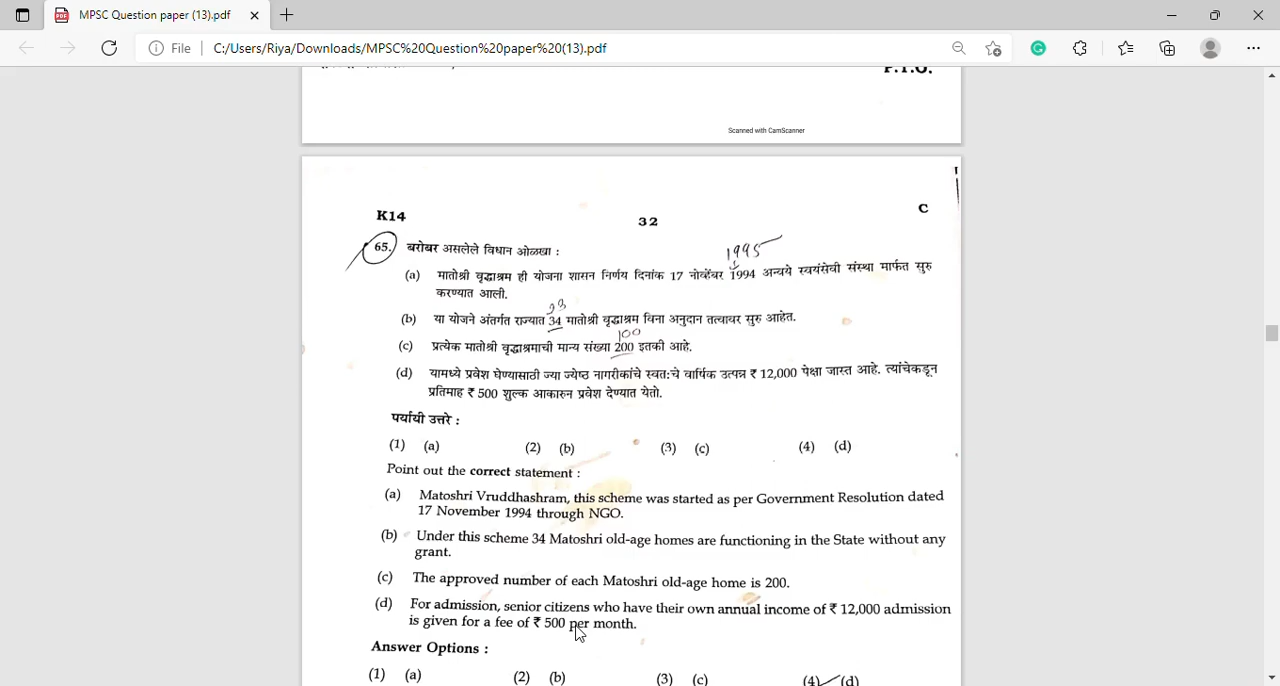 MPSC Question paper (13).pdf
File
C:/Users/Riya/Downloads/MPSC%20Question%20paper%20(13).pdf
P.T.O.
Scanned with CamScanner
K14 32 C
65. बरोबर असलेले विधान ओळखा :
1995
(a) मातोश्री वृद्धाश्रम ही योजना शासन निर्णय दिनांक 17 नोव्हेंबर 1994 अन्वये स्वयंसेवी संस्था मार्फत सुरु
करण्यात आली.
(b) या योजने अंतर्गत राज्यात 34 मातोश्री वृद्धाश्रम विना अनुदान तत्वावर सुरु आहेत.
100
(c) प्रत्येक मातोश्री वृद्धाश्रमाची मान्य संख्या 200 इतकी आहे.
(d) यामध्ये प्रवेश घेण्यासाठी ज्या ज्येष्ठ नागरीकांचे स्वत:चे वार्षिक उत्पन्न ₹ 12,000 पेक्षा जास्त आहे. त्यांचेकडून
प्रतिमाह ₹ 500 शुल्क आकारुन प्रवेश देण्यात येतो.
पर्यायी उत्तरे :
(1) (a) (2) (b) (3) (c) (4) (d)
Point out the correct statement :
(a) Matoshri Vruddhashram, this scheme was started as per Government Resolution dated
17 November 1994 through NGO.
(b) Under this scheme 34 Matoshri old-age homes are functioning in the State without any
grant.
(c) The approved number of each Matoshri old-age home is 200.
(d) For admission, senior citizens who have their own annual income of ₹ 12,000 admission
is given for a fee of ₹ 500 per month.
Answer Options :
(1) (a) (2) (b) (3) (c) (4) (d)